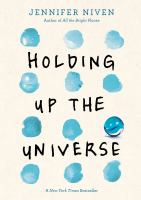 JENNIFER NIVEN
Author of All the Bright Places
HOLDING
UP THE
UNIVERSE
A New York Times Bestseller